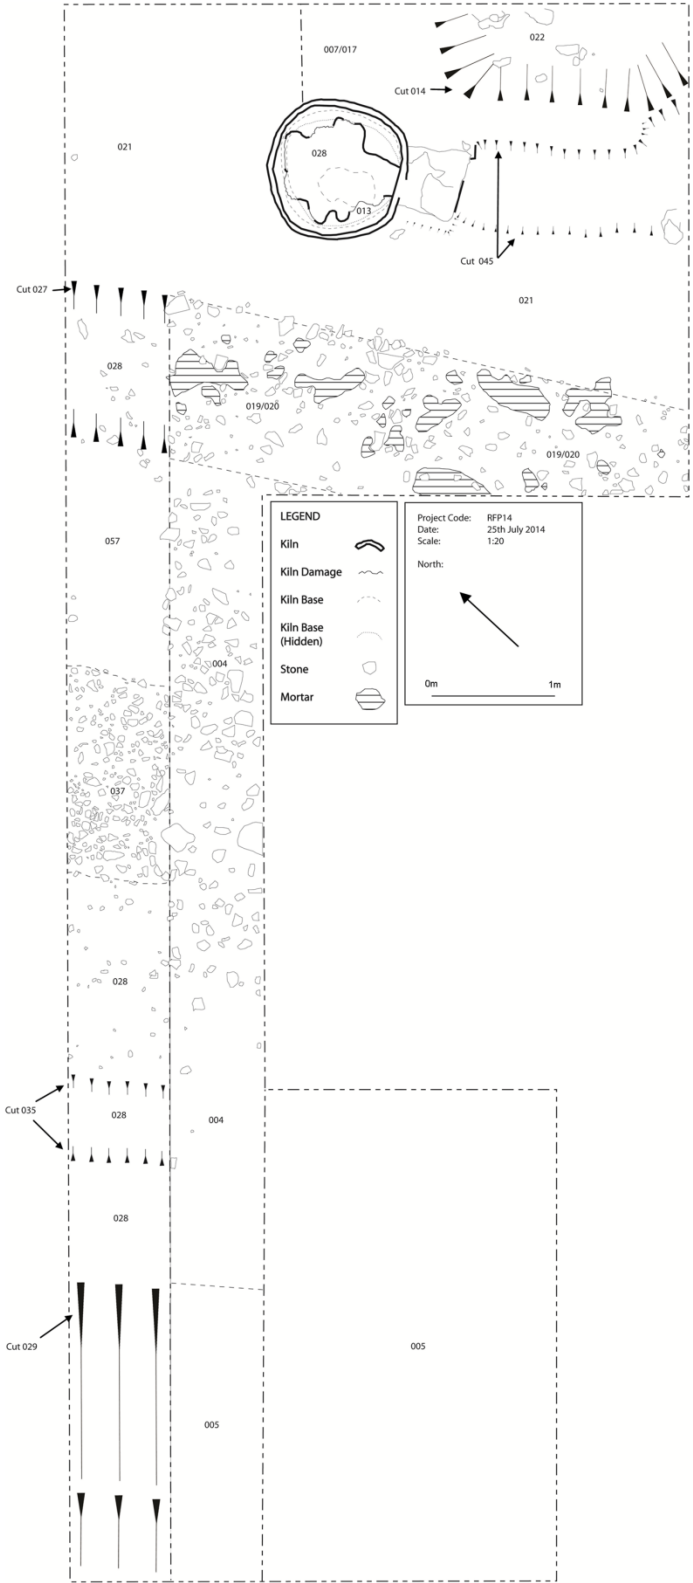 022
007/017
Cut 014
021
028
013
Cut 045
Cut 027
021
028
019/020
019/020
057
LEGEND
Kiln
Kiln Damage
Kiln Base
Kiln Base
(Hidden)
Stone
Mortar
Project Code: RFP14
Date: 25th July 2014
Scale: 1:20
North:
0m 1m
004
037
028
Cut 035
028
004
028
Cut 029
005
005